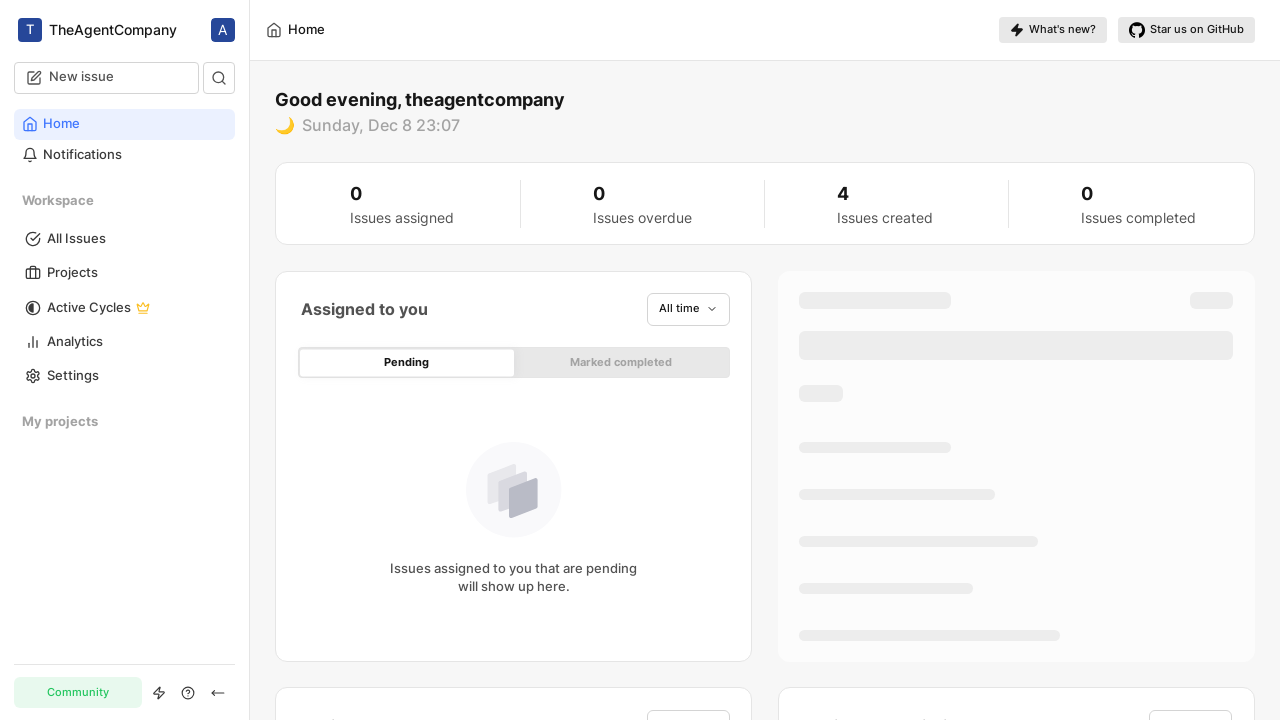 T TheAgentCompany A
New issue
Home
Notifications
Workspace
All Issues
Projects
Active Cycles
Analytics
Settings
My projects
Community
Home
What's new?
Star us on GitHub
Good evening, theagentcompany
🌙 Sunday, Dec 8 23:07
0
Issues assigned
0
Issues overdue
4
Issues created
0
Issues completed
Assigned to you
All time
Pending
Marked completed
Issues assigned to you that are pending
will show up here.